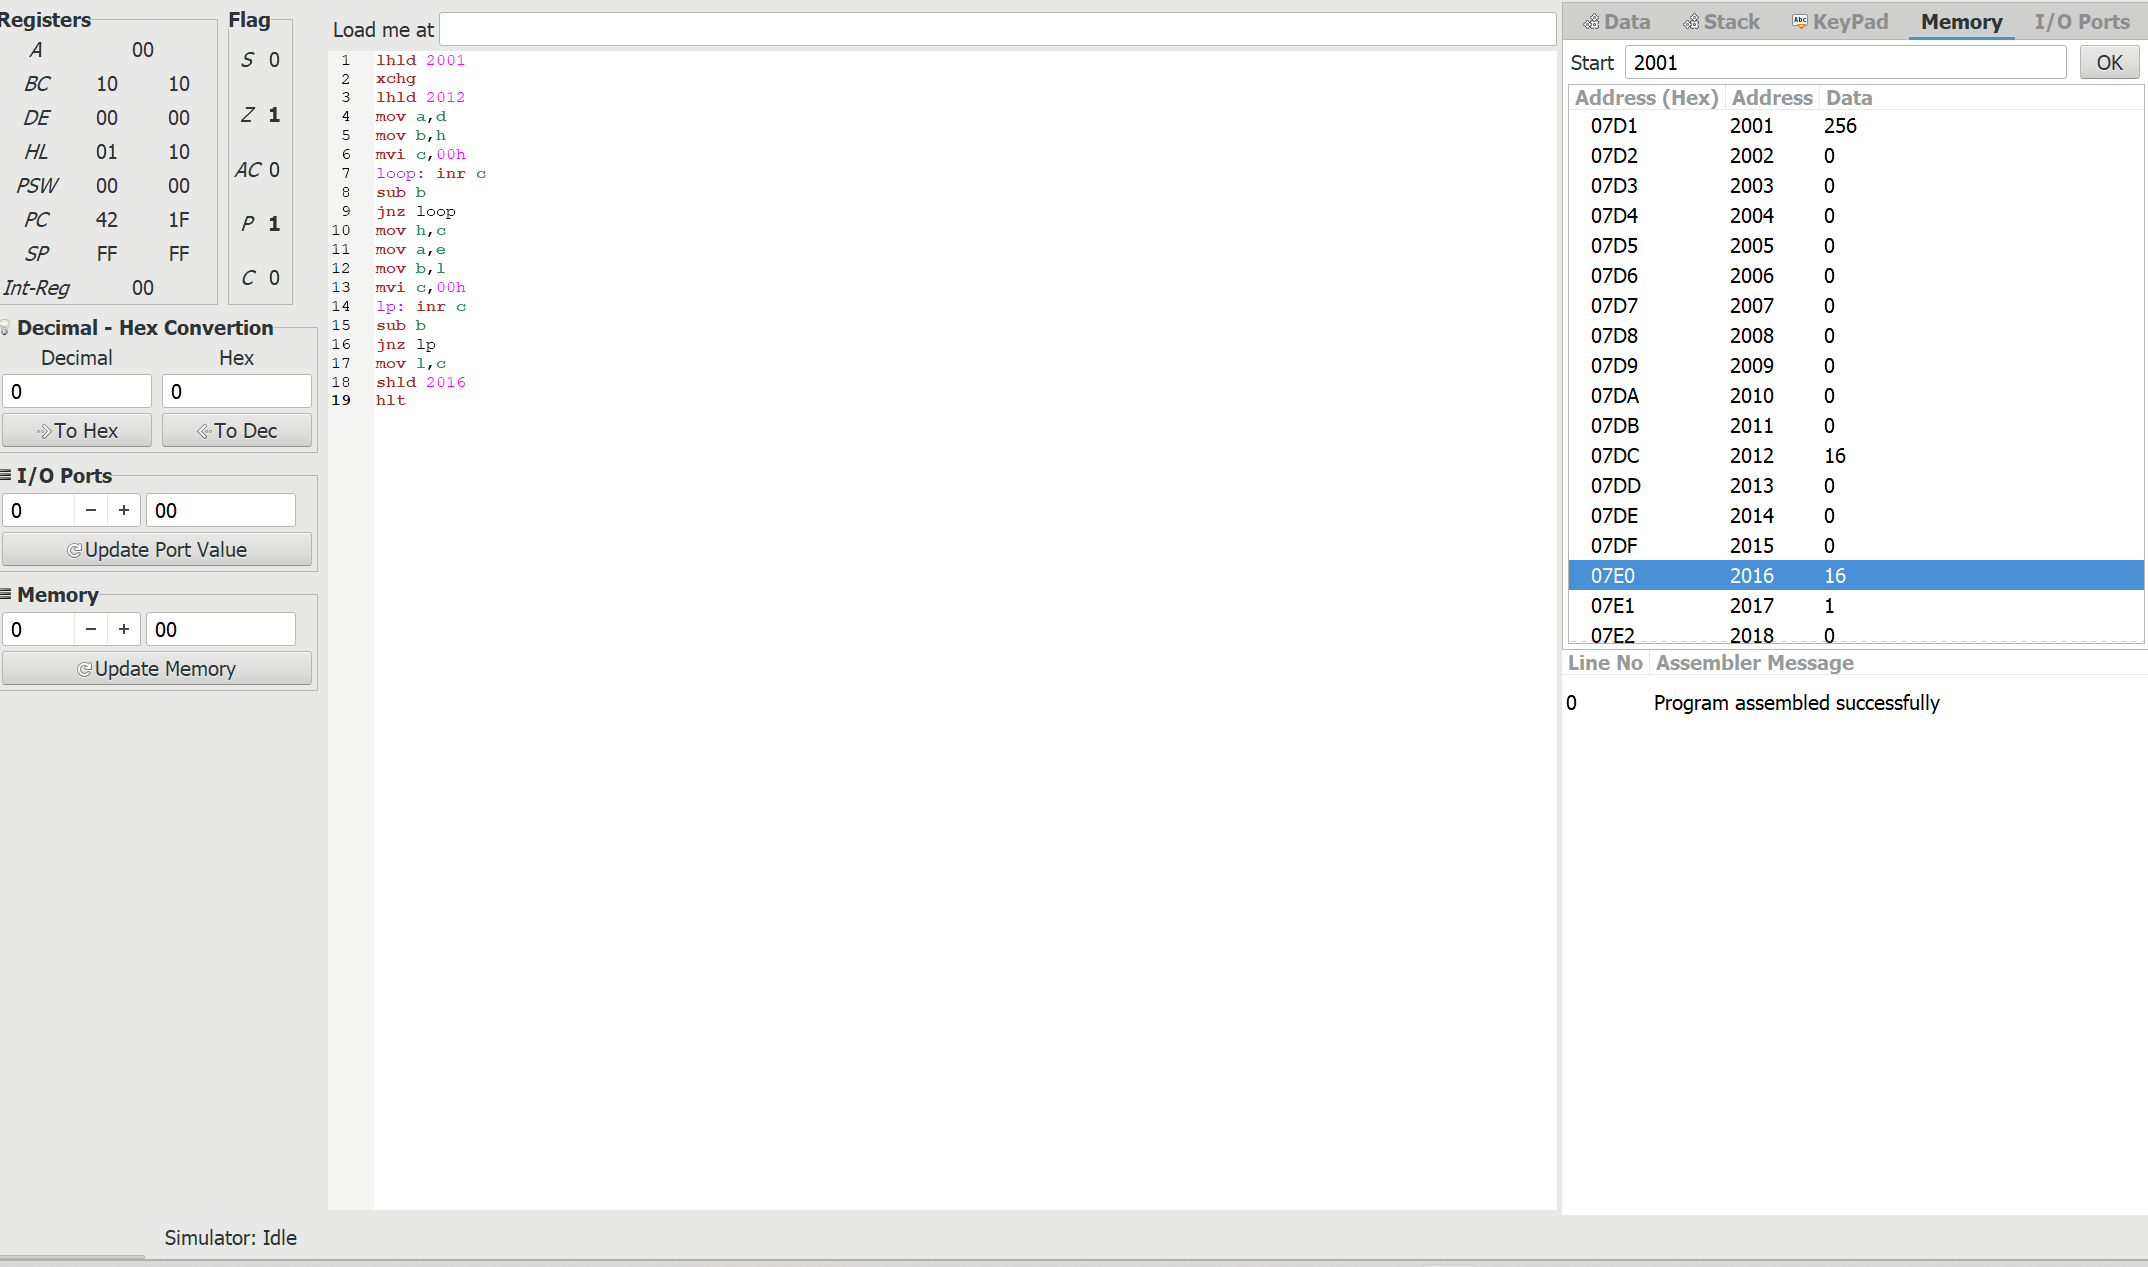 Registers
A 00
BC 10 10
DE 00 00
HL 01 10
PSW 00 00
PC 42 1F
SP FF FF
Int-Reg 00
Flag
S 0
Z 1
AC 0
P 1
C 0
Decimal - Hex Convertion
Decimal Hex
0 0
To Hex To Dec
I/O Ports
0 − + 00
Update Port Value
Memory
0 − + 00
Update Memory
Simulator: Idle
Load me at
1 lhld 2001
2 xchg
3 lhld 2012
4 mov a,d
5 mov b,h
6 mvi c,00h
7 loop: inr c
8 sub b
9 jnz loop
10 mov h,c
11 mov a,e
12 mov b,l
13 mvi c,00h
14 lp: inr c
15 sub b
16 jnz lp
17 mov l,c
18 shld 2016
19 hlt
Data Stack Abc KeyPad Memory I/O Ports
Start 2001 OK
Address (Hex) Address Data
07D1 2001 256
07D2 2002 0
07D3 2003 0
07D4 2004 0
07D5 2005 0
07D6 2006 0
07D7 2007 0
07D8 2008 0
07D9 2009 0
07DA 2010 0
07DB 2011 0
07DC 2012 16
07DD 2013 0
07DE 2014 0
07DF 2015 0
07E0 2016 16
07E1 2017 1
07E2 2018 0
Line No Assembler Message
0 Program assembled successfully